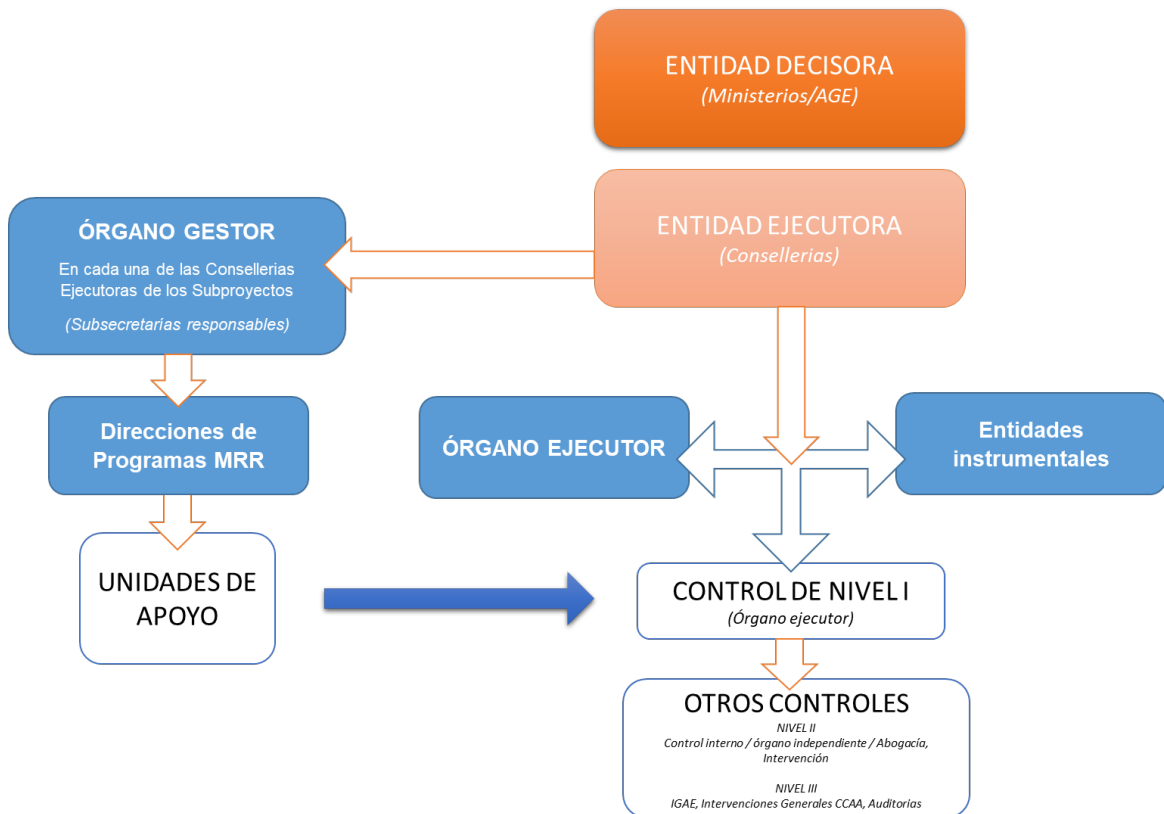 ENTIDAD DECISORA
(Ministerios/AGE)
ENTIDAD EJECUTORA
(Consellerias)
ÓRGANO GESTOR
En cada una de las Consellerias
Ejecutoras de los Subproyectos
(Subsecretarias responsables)
Direcciones de
Programas MRR
ÓRGANO EJECUTOR
Entidades
instrumentales
UNIDADES DE
APOYO
CONTROL DE NIVEL I
(Órgano ejecutor)
OTROS CONTROLES
NIVEL II
Control interno / órgano independiente / Abogacía,
Intervención
NIVEL III
IGAE, Intervenciones Generales CCAA, Auditorias